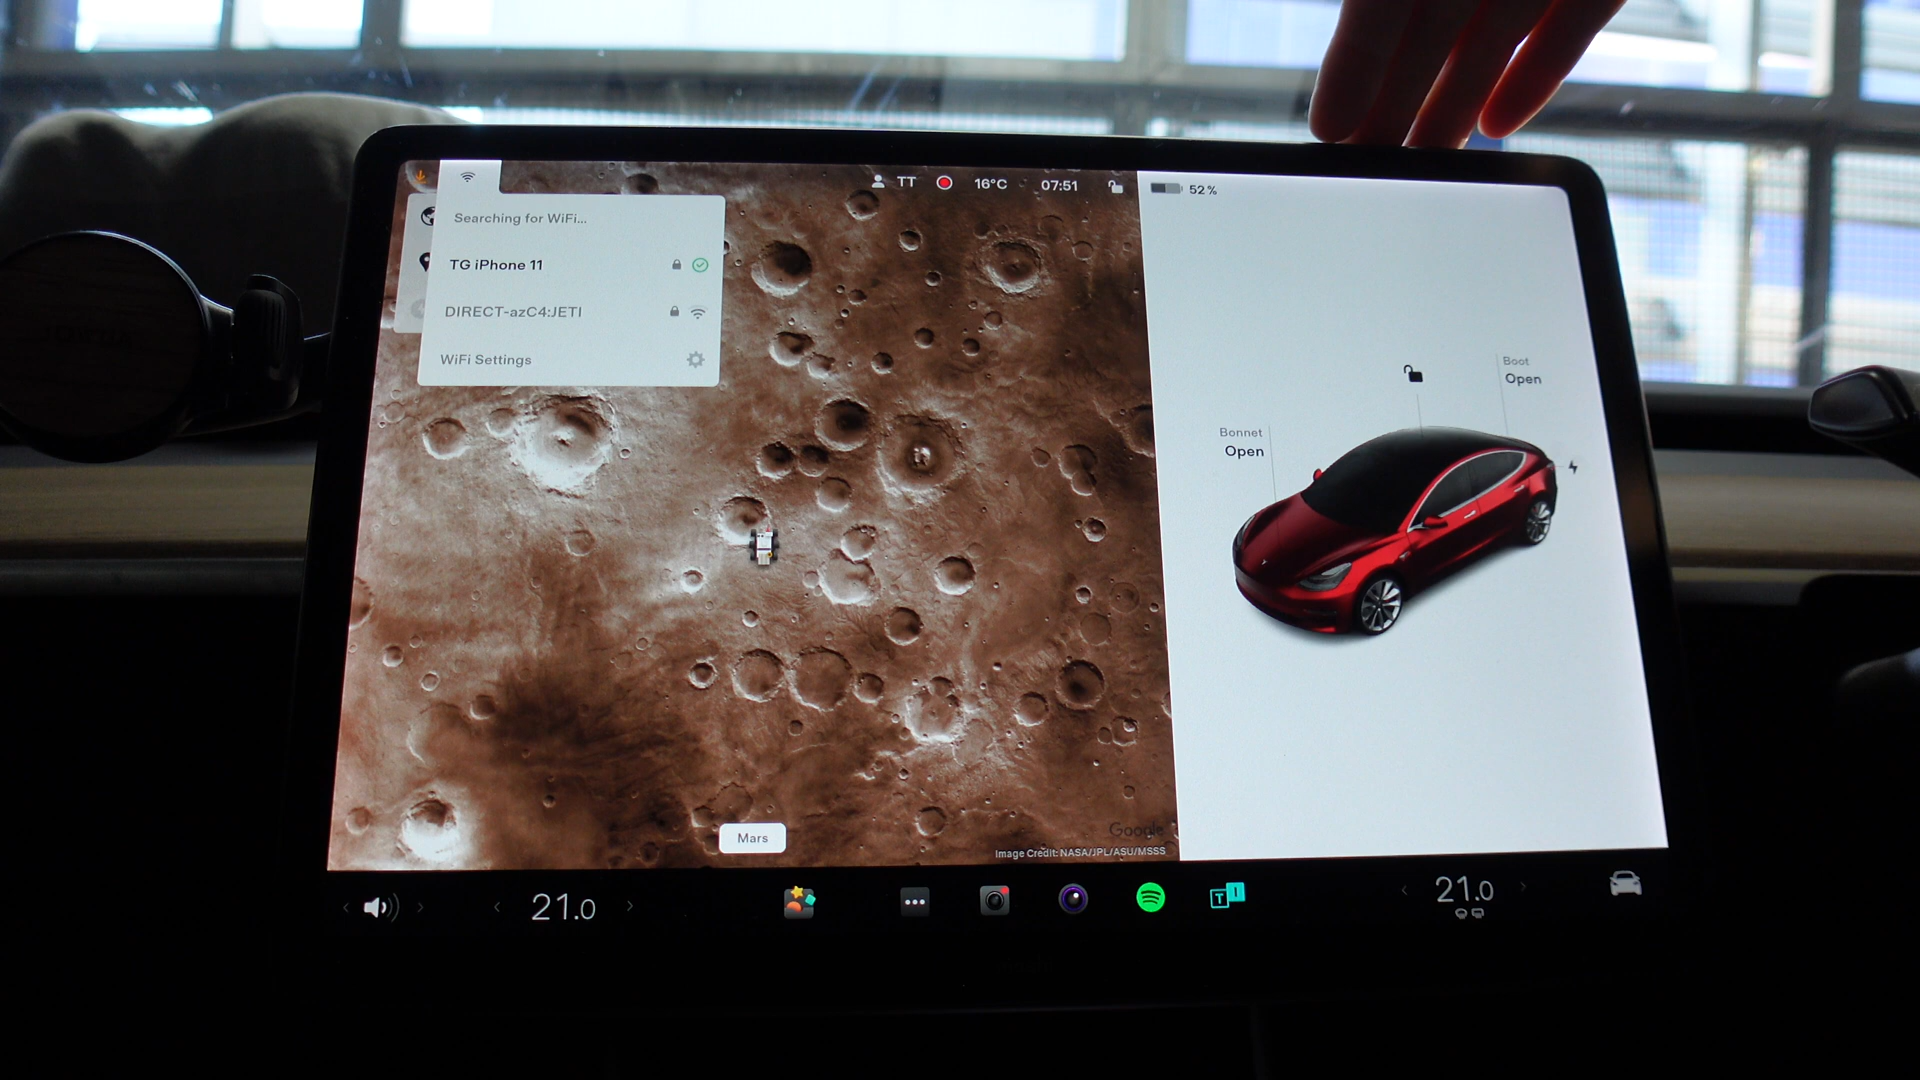 TT
16°C
07:51
52 %
Searching for WiFi...
TG iPhone 11
DIRECT-azC4:JETI
WiFi Settings
Boot
Open
Bonnet
Open
Mars
Google
Image Credit: NASA/JPL/ASU/MSSS
21.0
T I
21.0